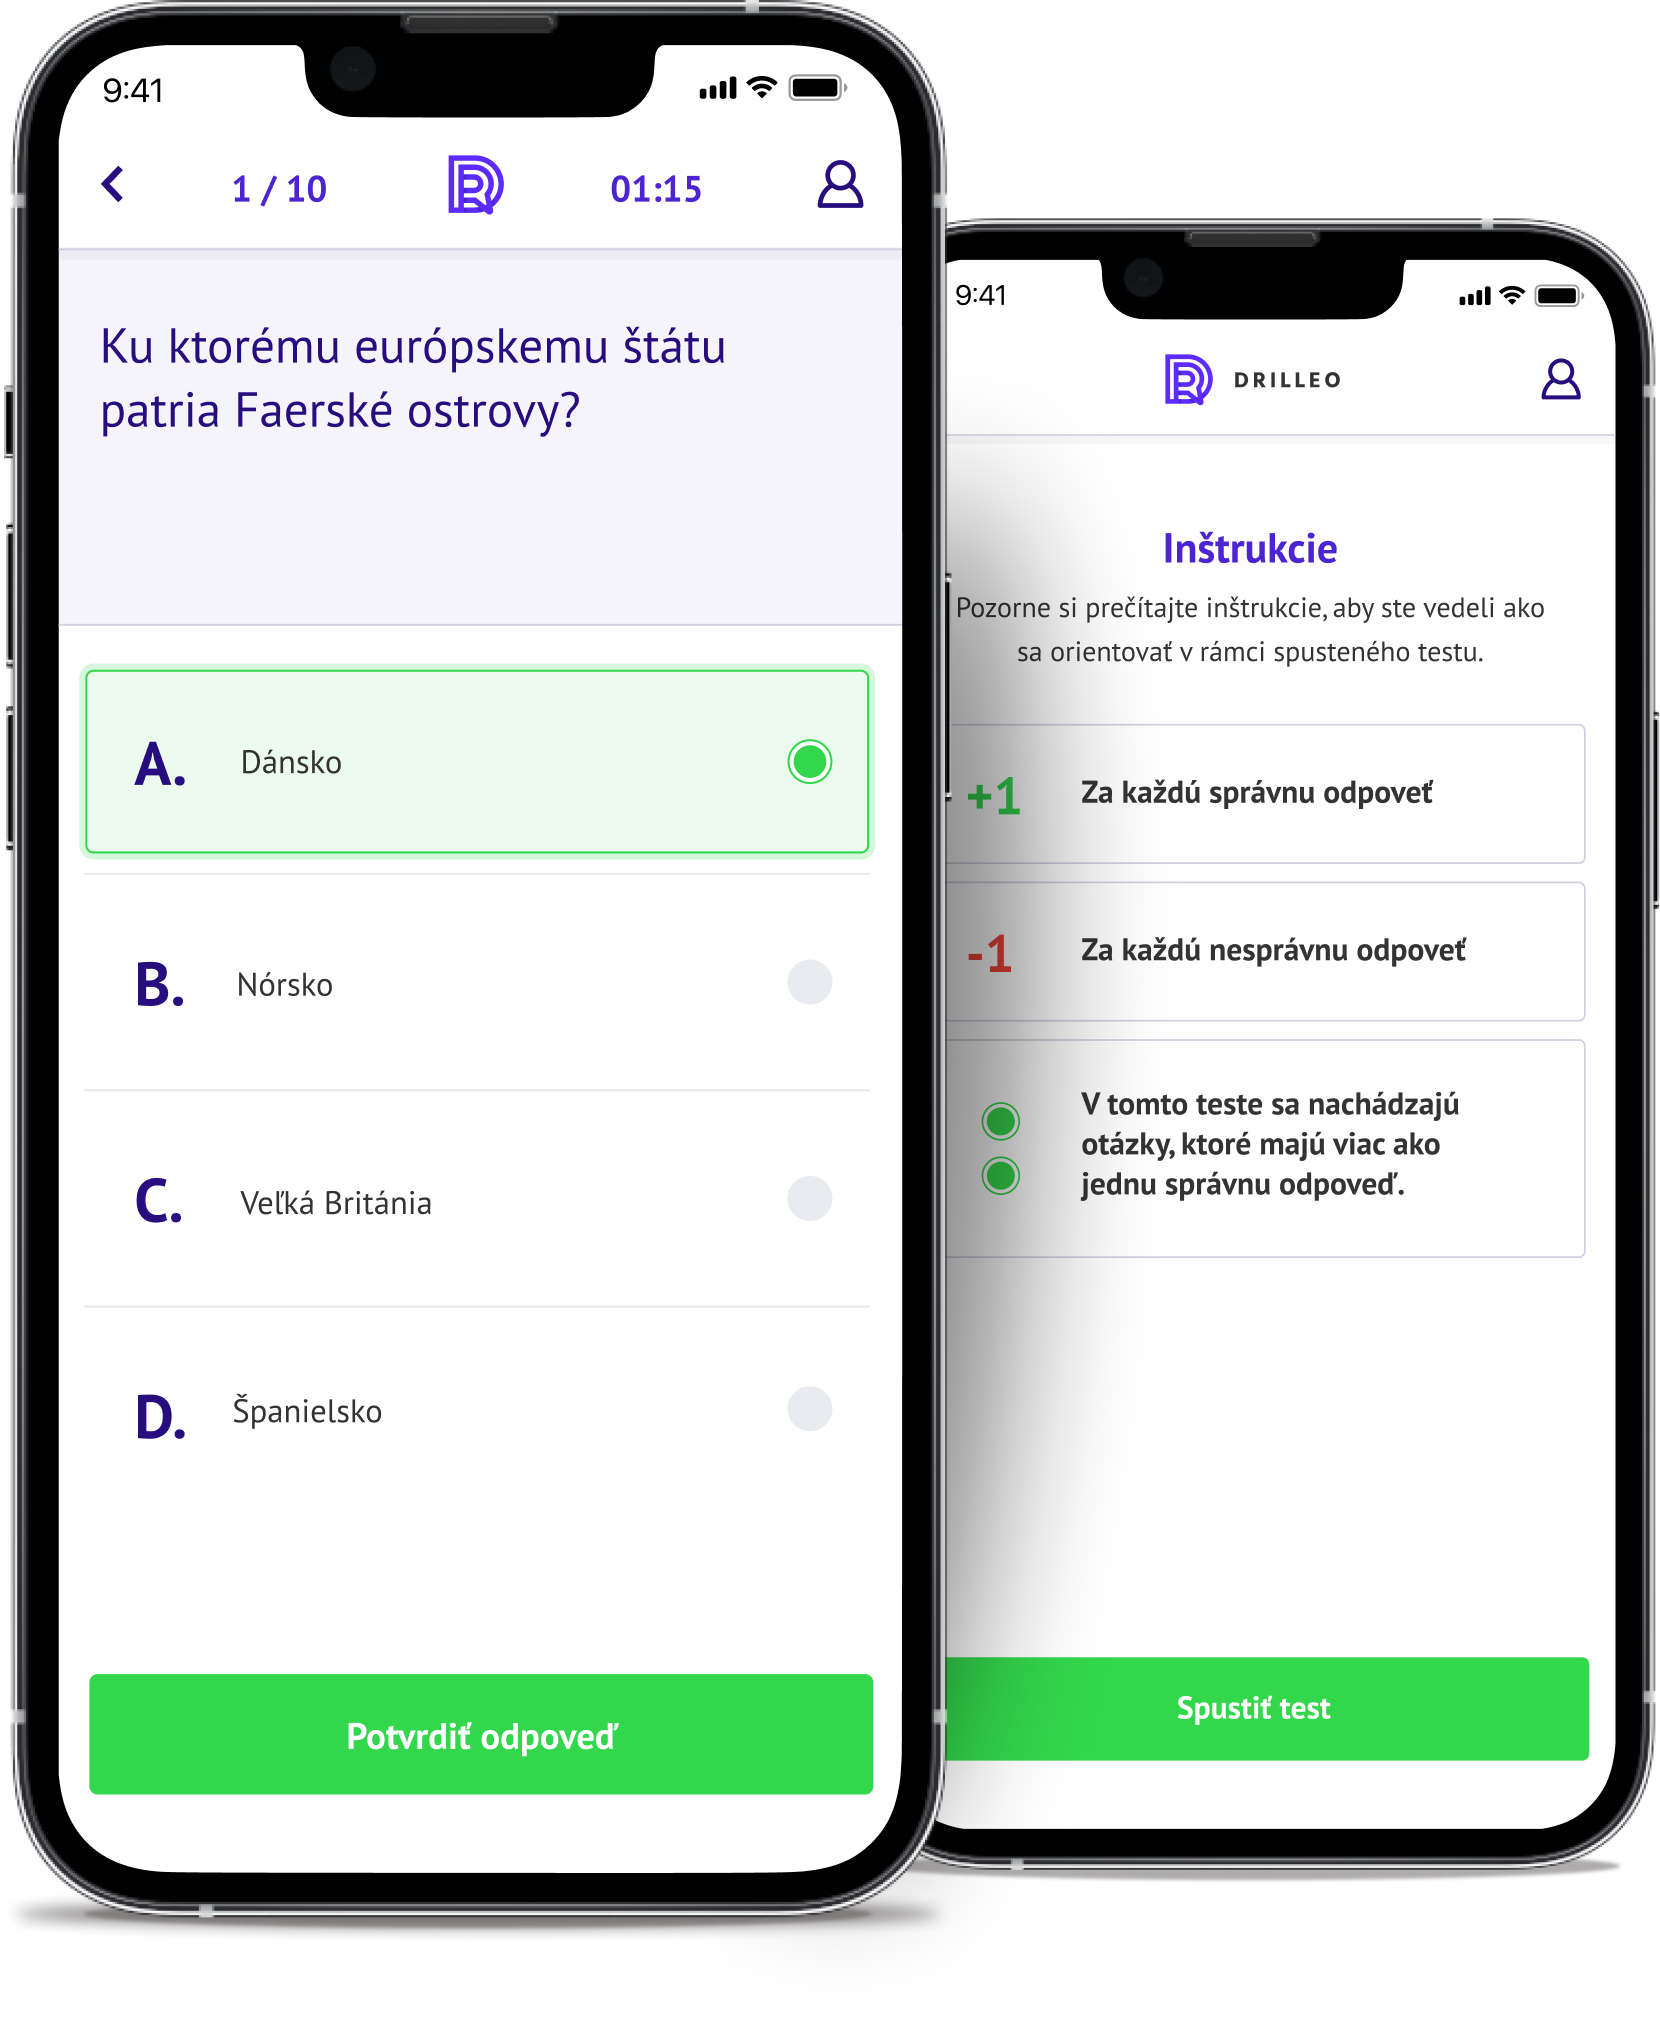 9:41
1 / 10
01:15
Ku ktorému európskemu štátu
patria Faerské ostrovy?
A.
Dánsko
B.
Nórsko
C.
Veľká Británia
D.
Španielsko
Potvrdiť odpoveď
9:41
DRILLEO
Inštrukcie
Pozorne si prečítajte inštrukcie, aby ste vedeli ako
sa orientovať v rámci spusteného testu.
+1
Za každú správnu odpoveť
-1
Za každú nesprávnu odpoveť
V tomto teste sa nachádzajú
otázky, ktoré majú viac ako
jednu správnu odpoveď.
Spustiť test